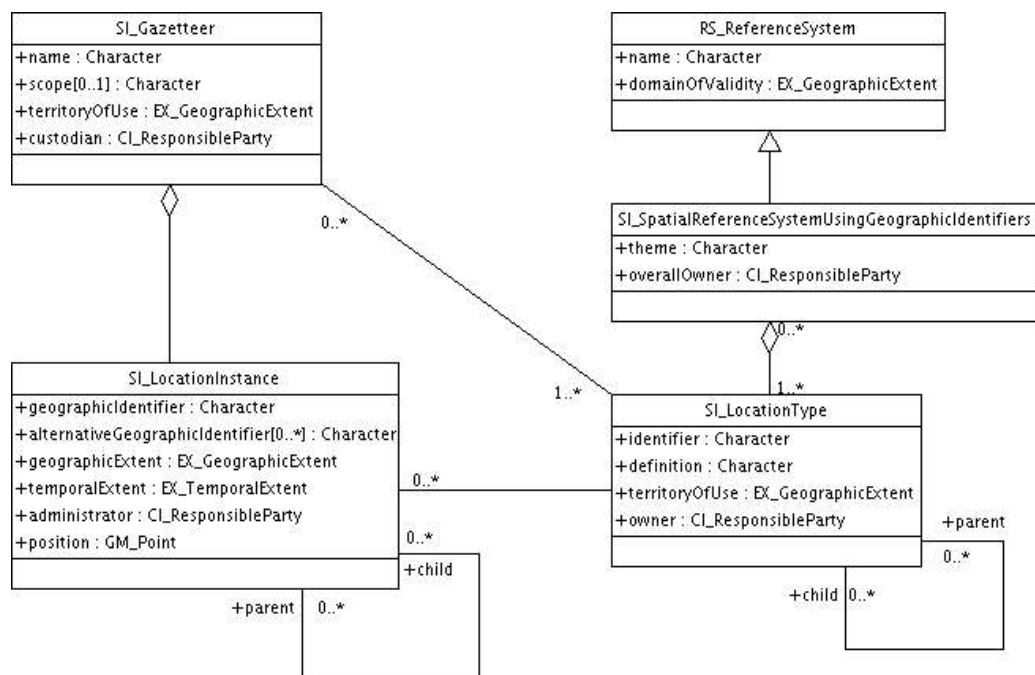 SI_Gazetteer
+name : Character
+scope[0..1] : Character
+territoryOfUse : EX_GeographicExtent
+custodian : CI_ResponsibleParty
RS_ReferenceSystem
+name : Character
+domainOfValidity : EX_GeographicExtent
0..*
SI_SpatialReferenceSystemUsingGeographicIdentifiers
+theme : Character
+overallOwner : CI_ResponsibleParty
0..*
1..*
1..*
SI_LocationInstance
+geographicIdentifier : Character
+alternativeGeographicIdentifier[0..*] : Character
+geographicExtent : EX_GeographicExtent
+temporalExtent : EX_TemporalExtent
+administrator : CI_ResponsibleParty
+position : GM_Point
0..*
SI_LocationType
+identifier : Character
+definition : Character
+territoryOfUse : EX_GeographicExtent
+owner : CI_ResponsibleParty
0..*
+child
+parent
0..*
+parent
0..*
+child
0..*